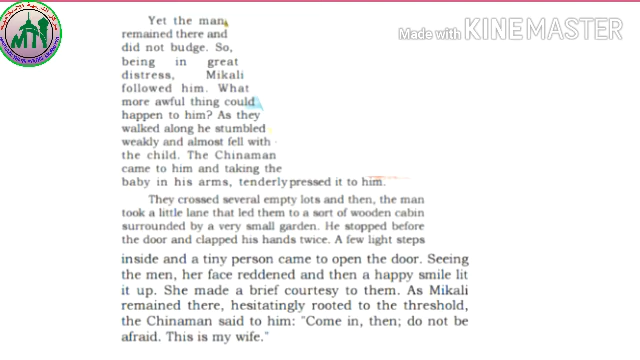 Made with KINEMASTER
Yet the man
remained there and
did not budge. So,
being in great
distress, Mikali
followed him. What
more awful thing could
happen to him? As they
walked along he stumbled
weakly and almost fell with
the child. The Chinaman
came to him and taking the
baby in his arms, tenderly pressed it to him.
They crossed several empty lots and then, the man
took a little lane that led them to a sort of wooden cabin
surrounded by a very small garden. He stopped before
the door and clapped his hands twice. A few light steps
inside and a tiny person came to open the door. Seeing
the men, her face reddened and then a happy smile lit
it up. She made a brief courtesy to them. As Mikali
remained there, hesitatingly rooted to the threshold,
the Chinaman said to him: "Come in, then; do not be
afraid. This is my wife."